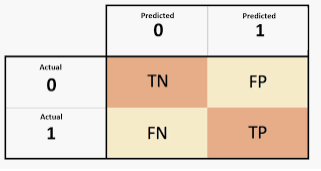 Predicted Predicted
0 1
Actual
0 TN FP
Actual
1 FN TP